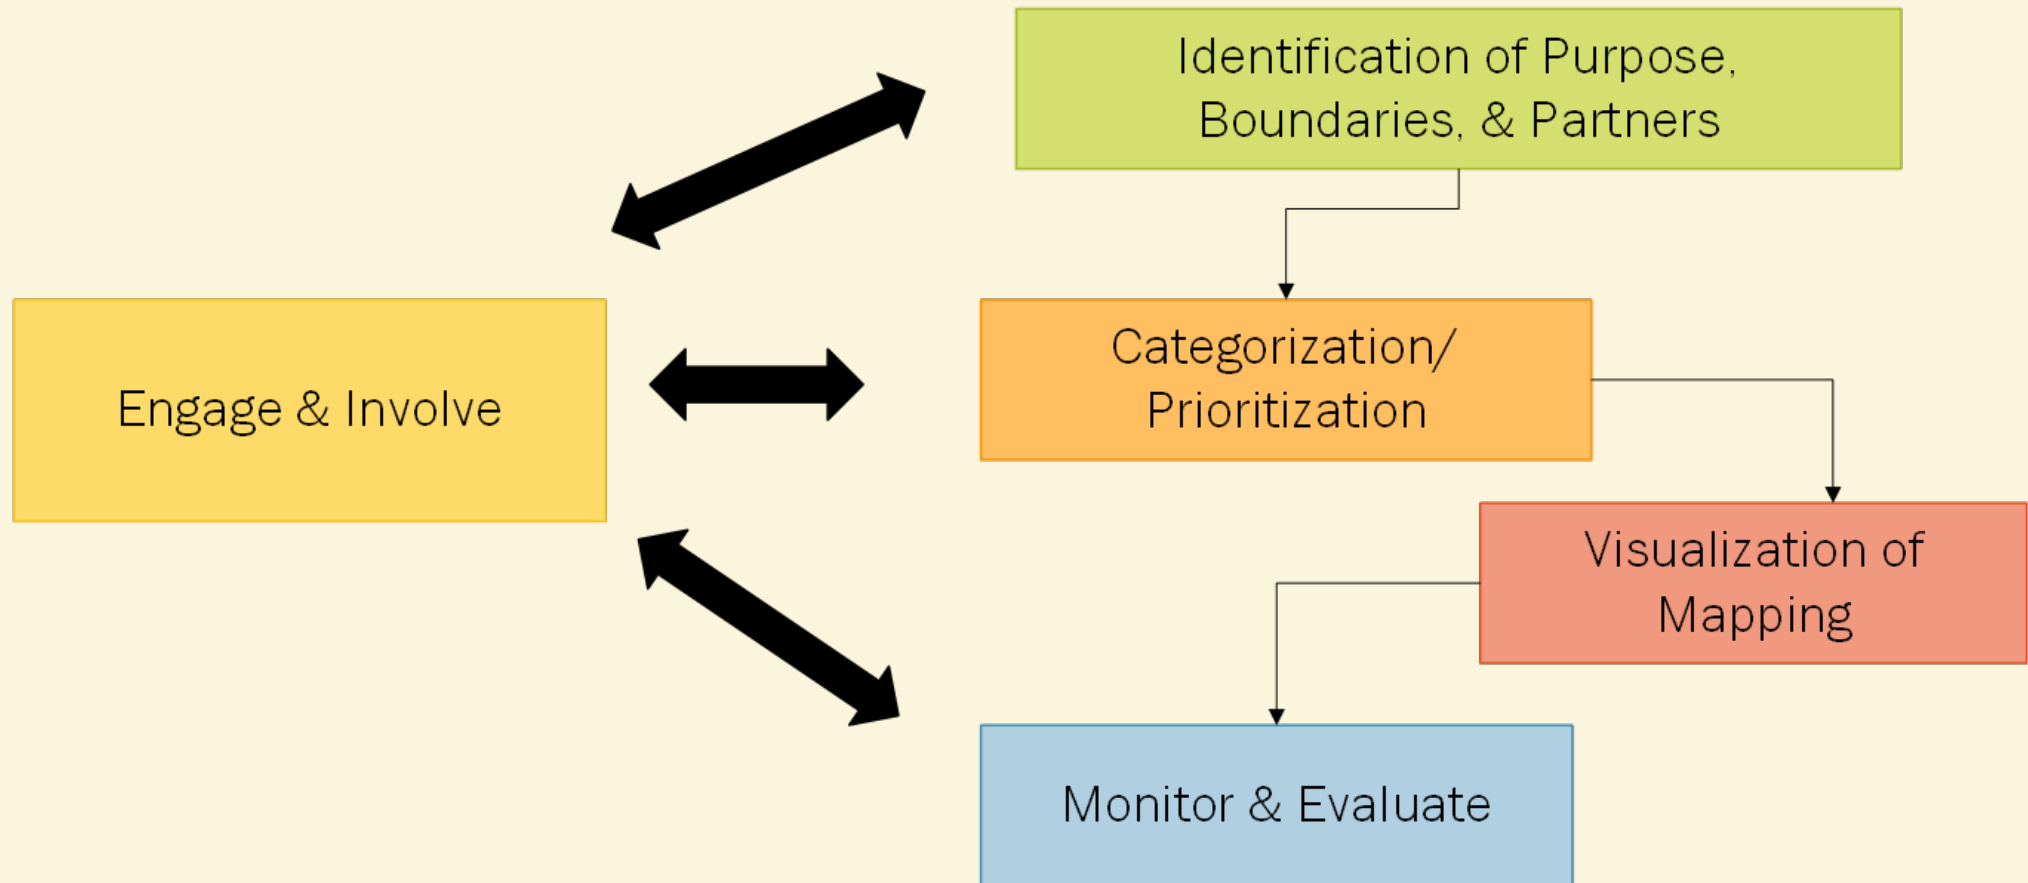 Identification of Purpose,
Boundaries, & Partners
Engage & Involve
Categorization/
Prioritization
Visualization of
Mapping
Monitor & Evaluate